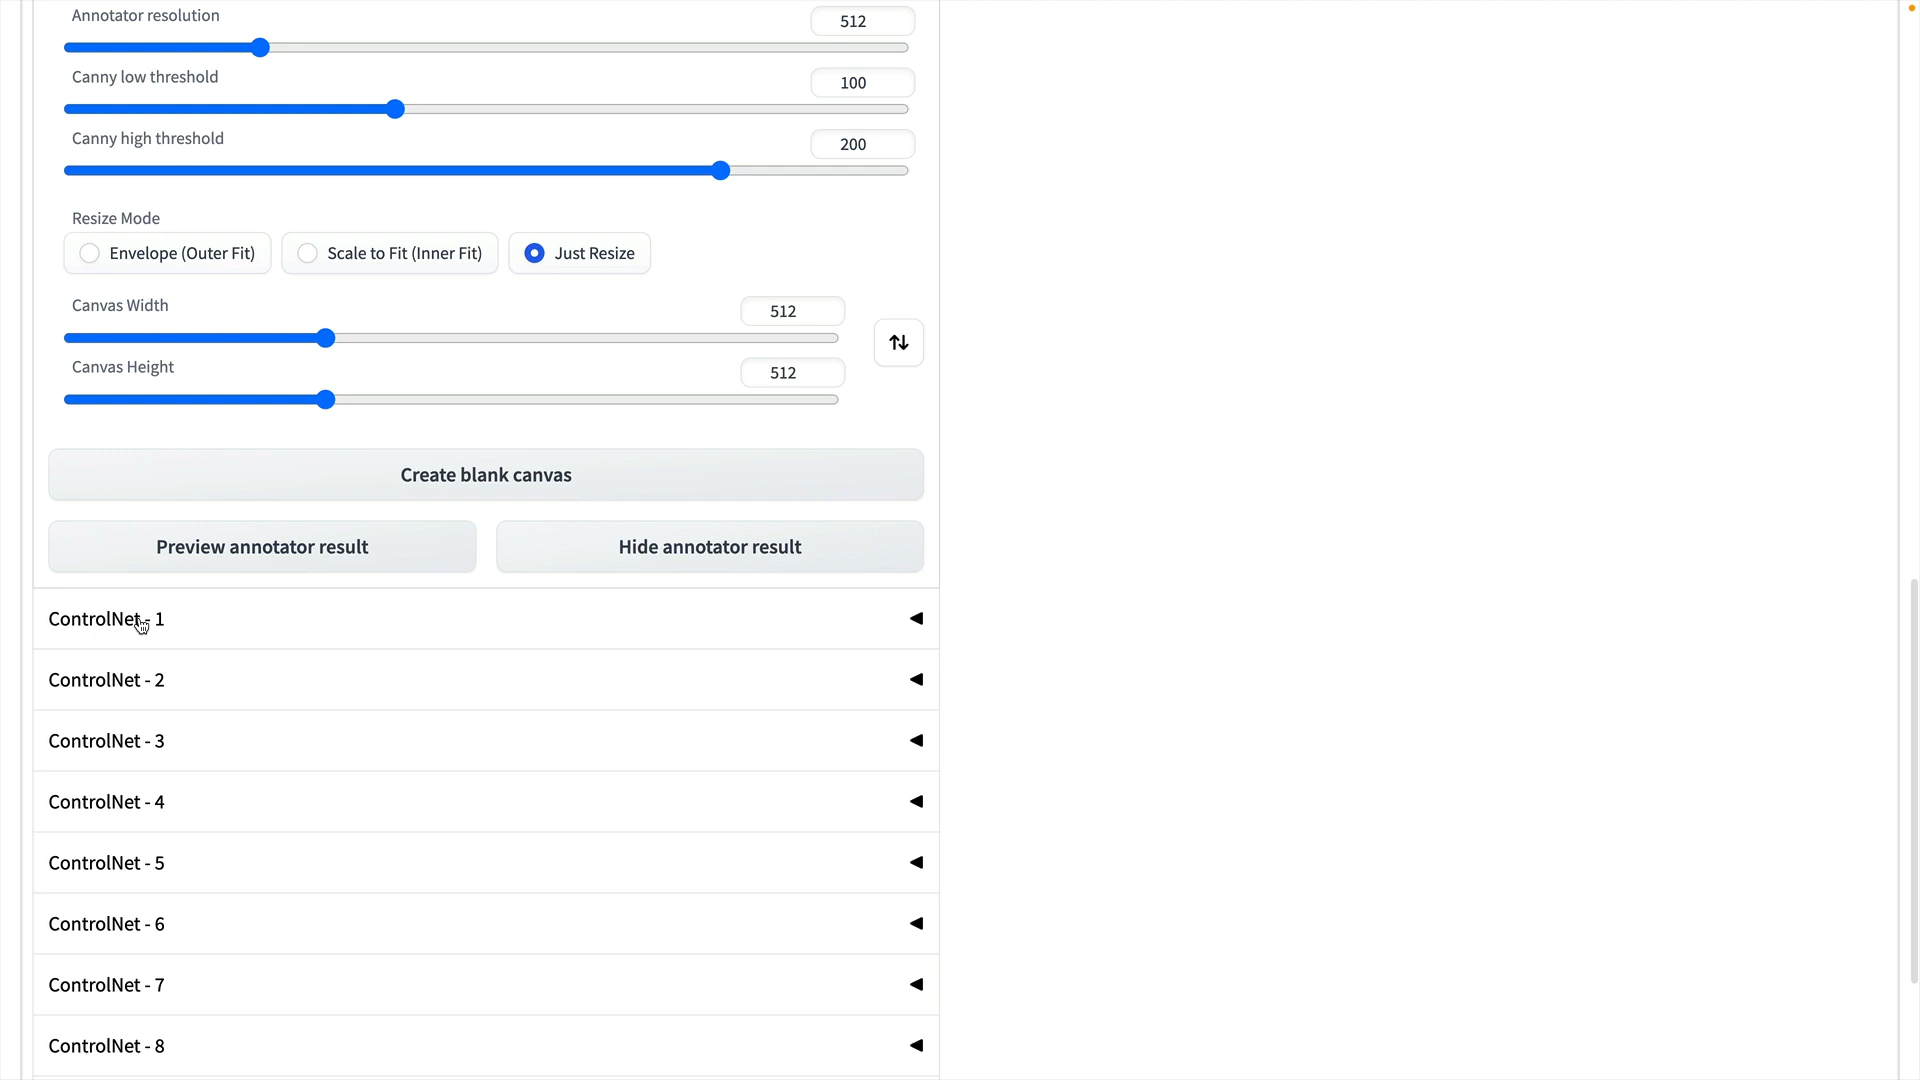 Annotator resolution
512
Canny low threshold
100
Canny high threshold
200
Resize Mode
Envelope (Outer Fit)
Scale to Fit (Inner Fit)
Just Resize
Canvas Width
512
Canvas Height
512
Create blank canvas
Preview annotator result
Hide annotator result
ControlNet - 1
ControlNet - 2
ControlNet - 3
ControlNet - 4
ControlNet - 5
ControlNet - 6
ControlNet - 7
ControlNet - 8